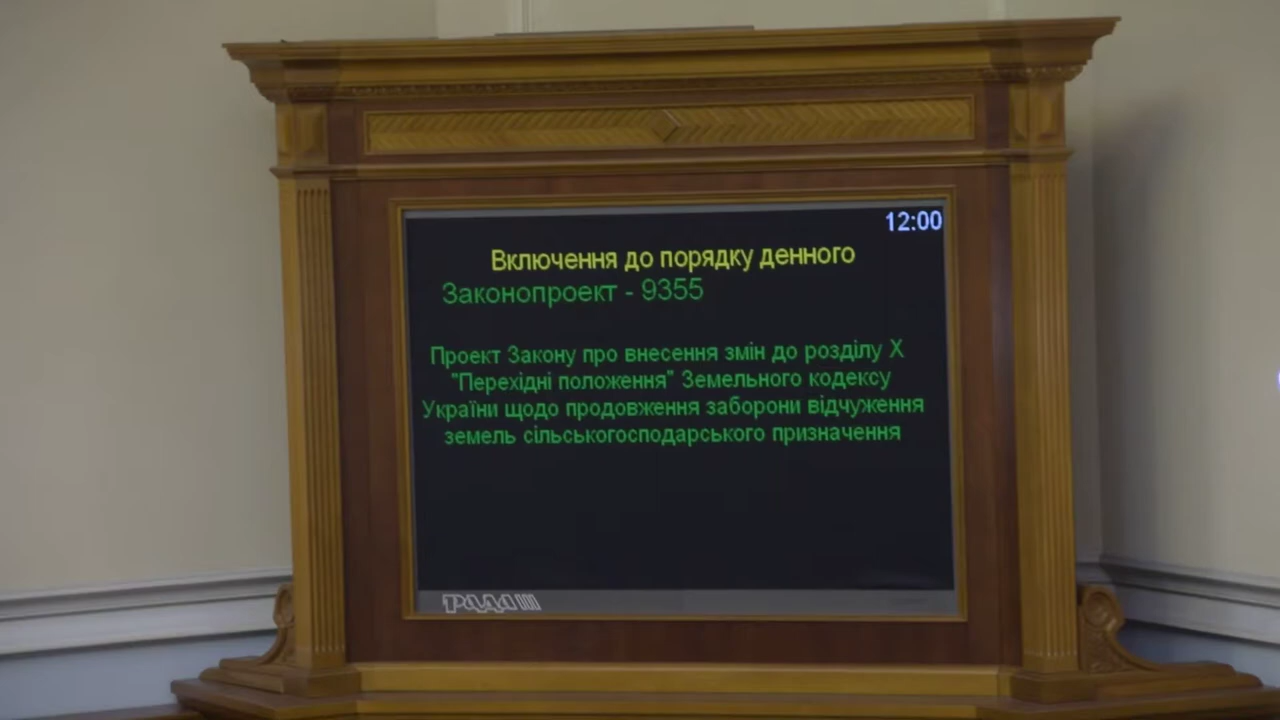 12:00
Включення до порядку денного
Законопроект - 9355
Проект Закону про внесення змін до розділу X
"Перехідні положення" Земельного кодексу
України щодо продовження заборони відчуження
земель сільськогосподарського призначення
РАДА